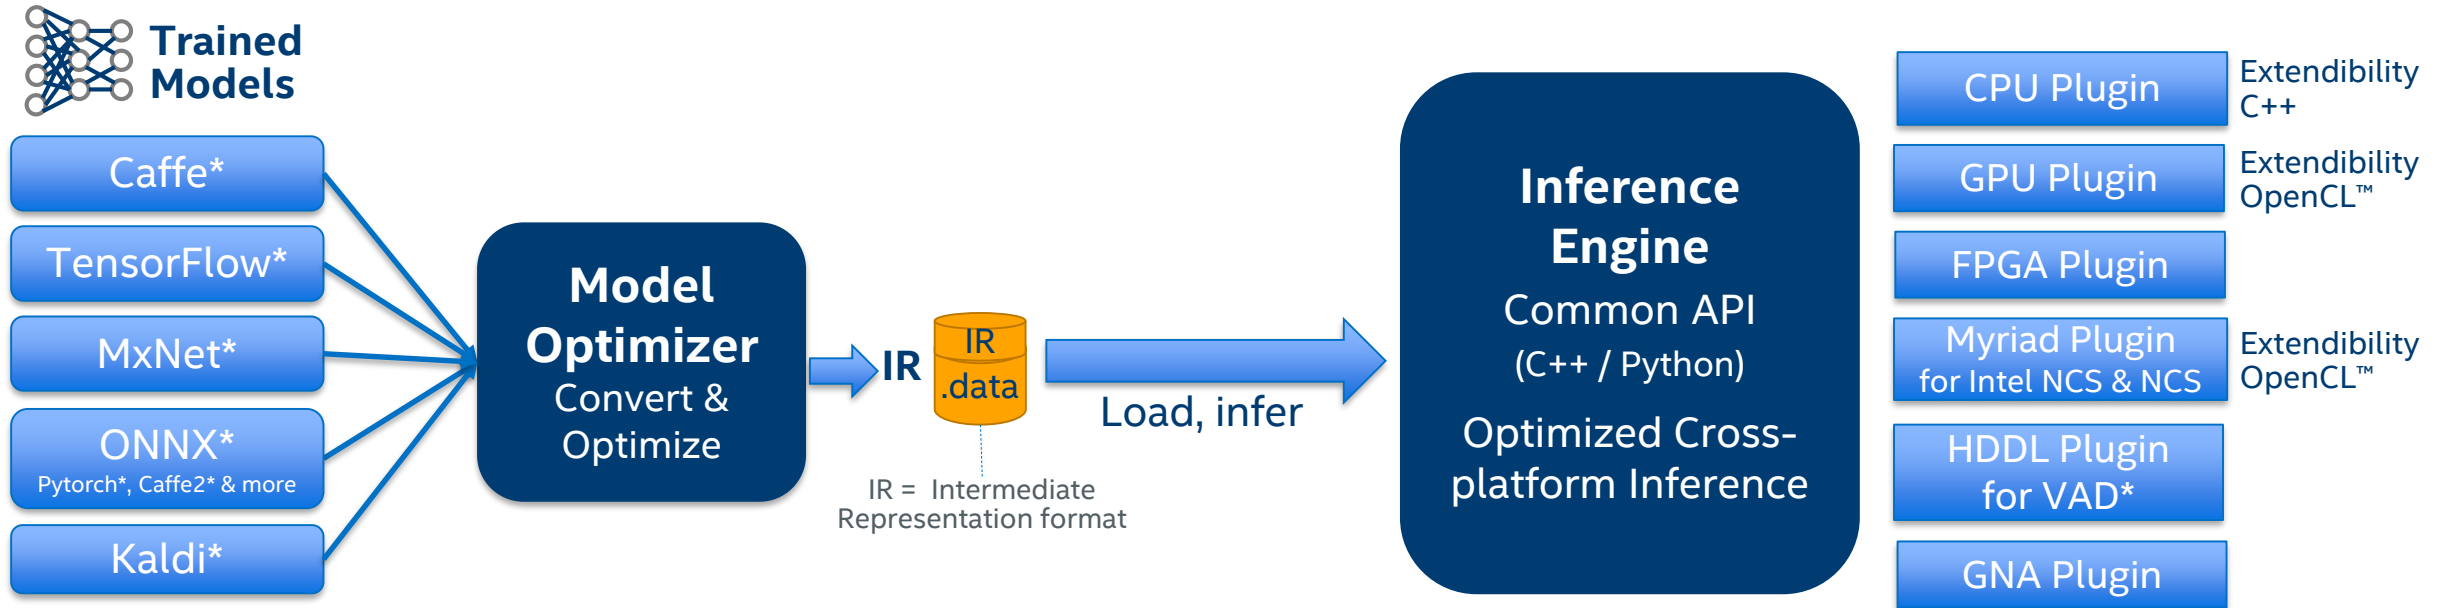 Trained
Models
Caffe*
TensorFlow*
MxNet*
ONNX*
Pytorch*, Caffe2* & more
Kaldi*
Model
Optimizer
Convert &
Optimize
IR
IR
.data
IR = Intermediate
Representation format
Load, infer
Inference
Engine
Common API
(C++ / Python)
Optimized Cross-
platform Inference
CPU Plugin
Extendibility
C++
GPU Plugin
Extendibility
OpenCL™
FPGA Plugin
Myriad Plugin
for Intel NCS & NCS
Extendibility
OpenCL™
HDDL Plugin
for VAD*
GNA Plugin